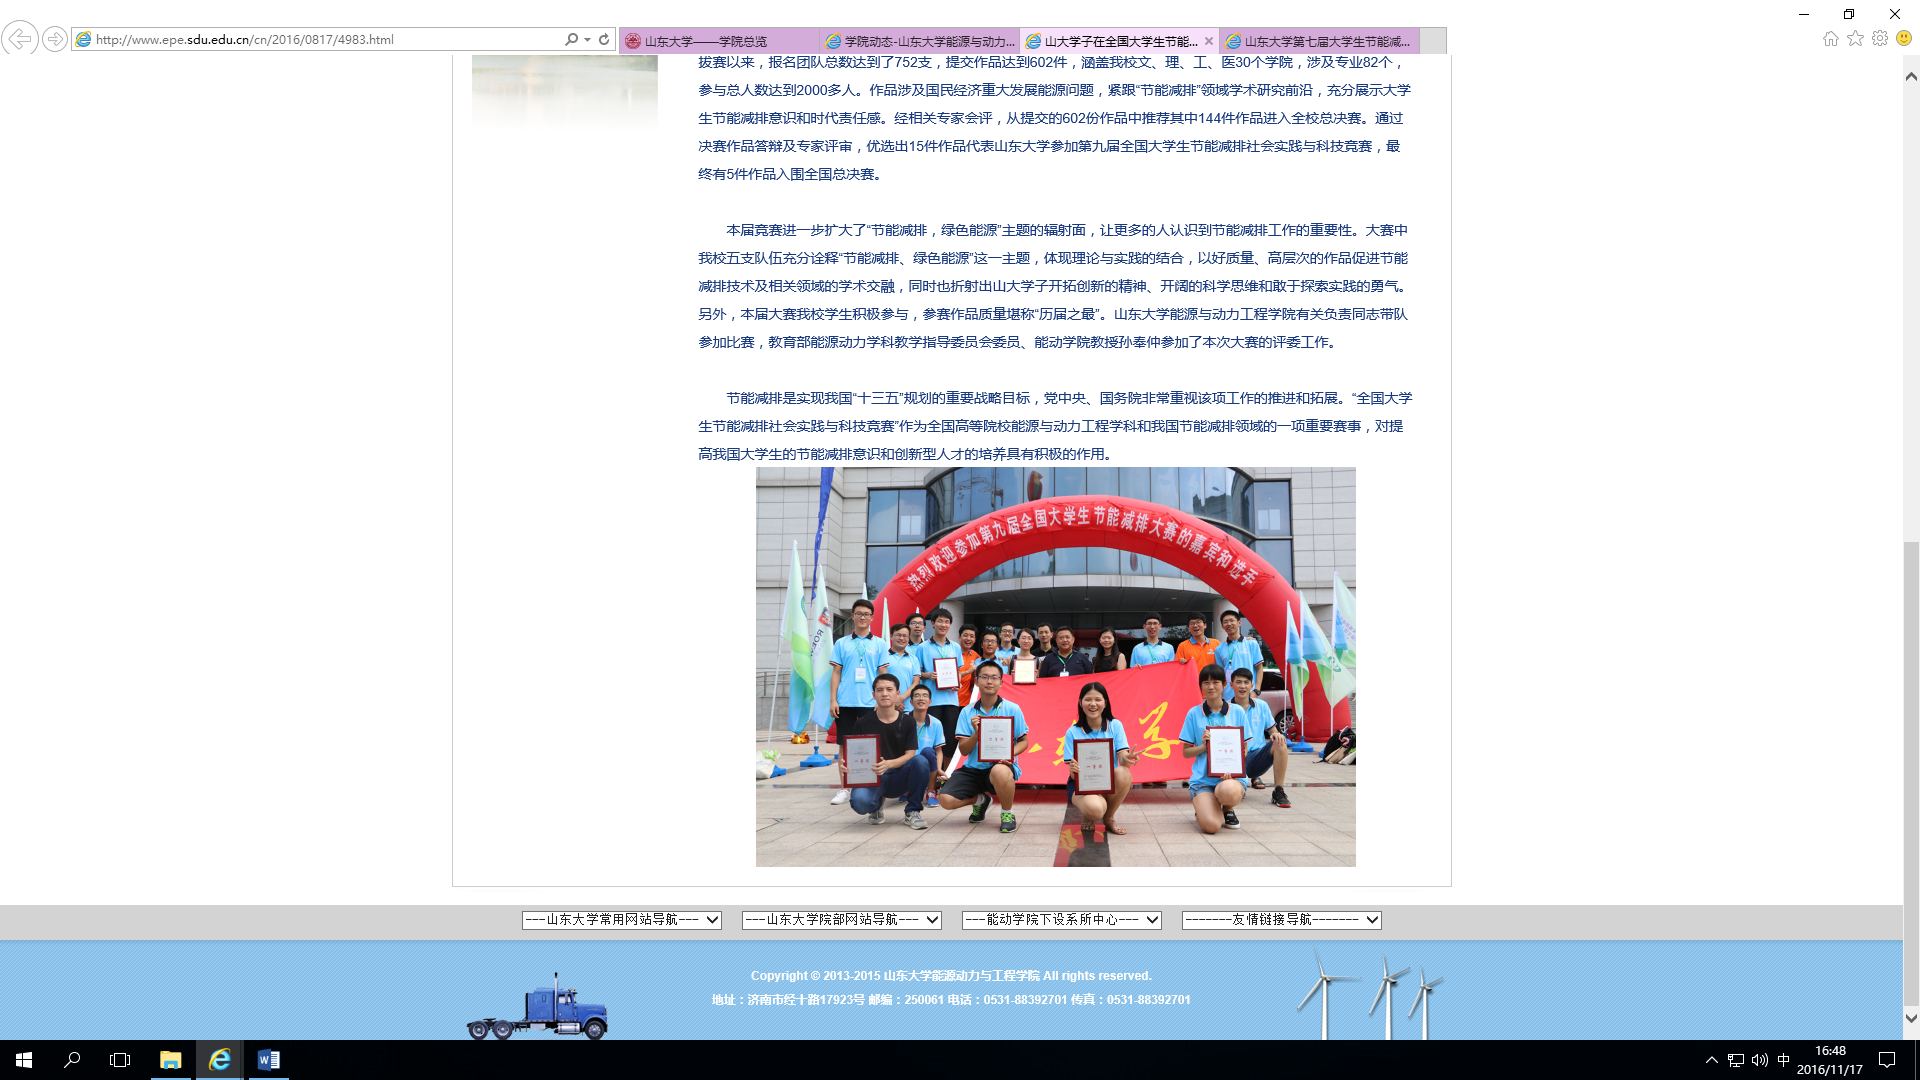 http://www.epe.sdu.edu.cn/cn/2016/0817/4983.html
山东大学——学院总览
学院动态-山东大学能源与动力...
山大学子在全国大学生节能...
山东大学第七届大学生节能减...
拔赛以来，报名团队总数达到了752支，提交作品达到602件，涵盖我校文、理、工、医30个学院，涉及专业82个，
参与总人数达到2000多人。作品涉及国民经济重大发展能源问题，紧跟“节能减排”领域学术研究前沿，充分展示大学
生节能减排意识和时代责任感。经相关专家会评，从提交的602份作品中推荐其中144件作品进入全校总决赛。通过
决赛作品答辩及专家评审，优选出15件作品代表山东大学参加第九届全国大学生节能减排社会实践与科技竞赛，最
终有5件作品入围全国总决赛。
本届竞赛进一步扩大了“节能减排，绿色能源”主题的辐射面，让更多的人认识到节能减排工作的重要性。大赛中
我校五支队伍充分诠释“节能减排、绿色能源”这一主题，体现理论与实践的结合，以好质量、高层次的作品促进节能
减排技术及相关领域的学术交融，同时也折射出山大学子开拓创新的精神、开阔的科学思维和敢于探索实践的勇气。
另外，本届大赛我校学生积极参与，参赛作品质量堪称“历届之最”。山东大学能源与动力工程学院有关负责同志带队
参加比赛，教育部能源动力学科教学指导委员会委员、能动学院教授孙奉仲参加了本次大赛的评委工作。
节能减排是实现我国“十三五”规划的重要战略目标，党中央、国务院非常重视该项工作的推进和拓展。“全国大学
生节能减排社会实践与科技竞赛”作为全国高等院校能源与动力工程学科和我国节能减排领域的一项重要赛事，对提
高我国大学生的节能减排意识和创新型人才的培养具有积极的作用。
热烈欢迎参加第九届全国大学生节能减排大赛的嘉宾和选手
---山东大学常用网站导航---
---山东大学院部网站导航---
---能动学院下设系所中心---
-------友情链接导航-------
Copyright © 2013-2015 山东大学能源动力与工程学院 All rights reserved.
地址：济南市经十路17923号 邮编：250061 电话：0531-88392701 传真：0531-88392701
中
16:48
2016/11/17